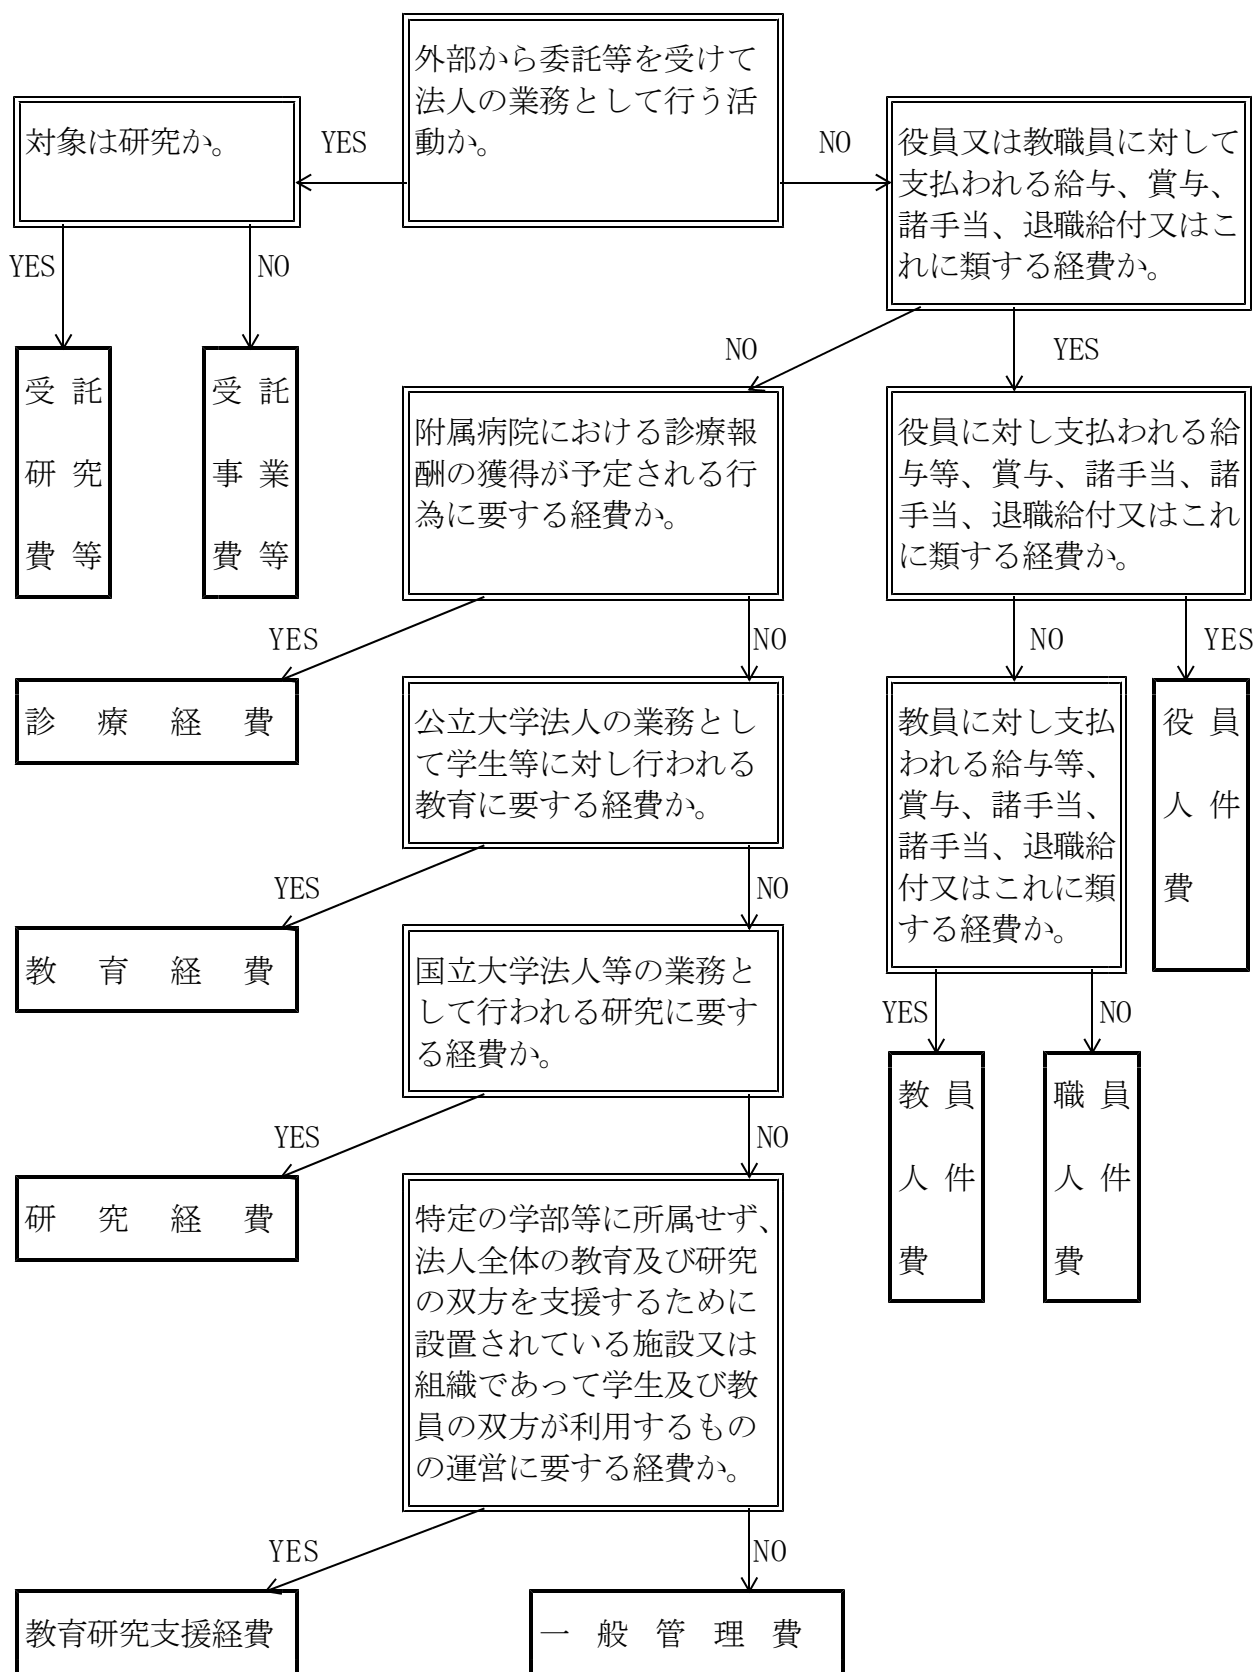 外部から委託等を受けて
法人の業務として行う活
動か。
対象は研究か。
YES
NO
役員又は教職員に対して
支払われる給与、賞与、
諸手当、退職給付又はこ
れに類する経費か。
YES
NO
受託
研究
費等
受託
事業
費等
NO
YES
附属病院における診療報
酬の獲得が予定される行
為に要する経費か。
役員に対し支払われる給
与等、賞与、諸手当、諸
手当、退職給付又はこれ
に類する経費か。
YES
NO
NO
YES
診療経費
公立大学法人の業務とし
て学生等に対し行われる
教育に要する経費か。
教員に対し支払
われる給与等、
賞与、諸手当、
諸手当、退職給
付又はこれに類
する経費か。
役員
人件
費
YES
NO
教育経費
国立大学法人等の業務と
して行われる研究に要す
る経費か。
YES
NO
教員
人件
費
職員
人件
費
YES
NO
研究経費
特定の学部等に所属せず、
法人全体の教育及び研究
の双方を支援するために
設置されている施設又は
組織であって学生及び教
員の双方が利用するもの
の運営に要する経費か。
YES
NO
教育研究支援経費
一般管理費